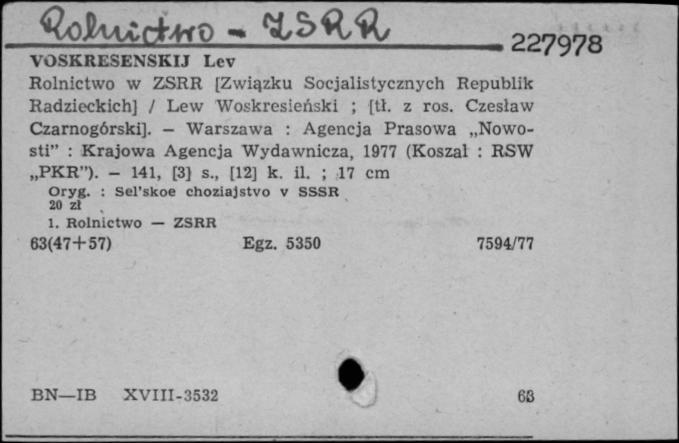 Rolnictwo - ZSRR
227978
VOSKRESENSKIJ Lev
Rolnictwo w ZSRR [Związku Socjalistycznych Republik
Radzieckich] / Lew Woskresieński ; [tł. z ros. Czesław
Czarnogórski]. — Warszawa : Agencja Prasowa „Nowo-
sti” : Krajowa Agencja Wydawnicza, 1977 (Koszal : RSW
„PKR”). — 141, [3] s., [12] k. il. ; 17 cm
Oryg. : Sel’skoe choziajstvo v SSSR
20 zł
1. Rolnictwo — ZSRR
63(47+57) Egz. 5350 7594/77
BN—IB XVIII-3532 63